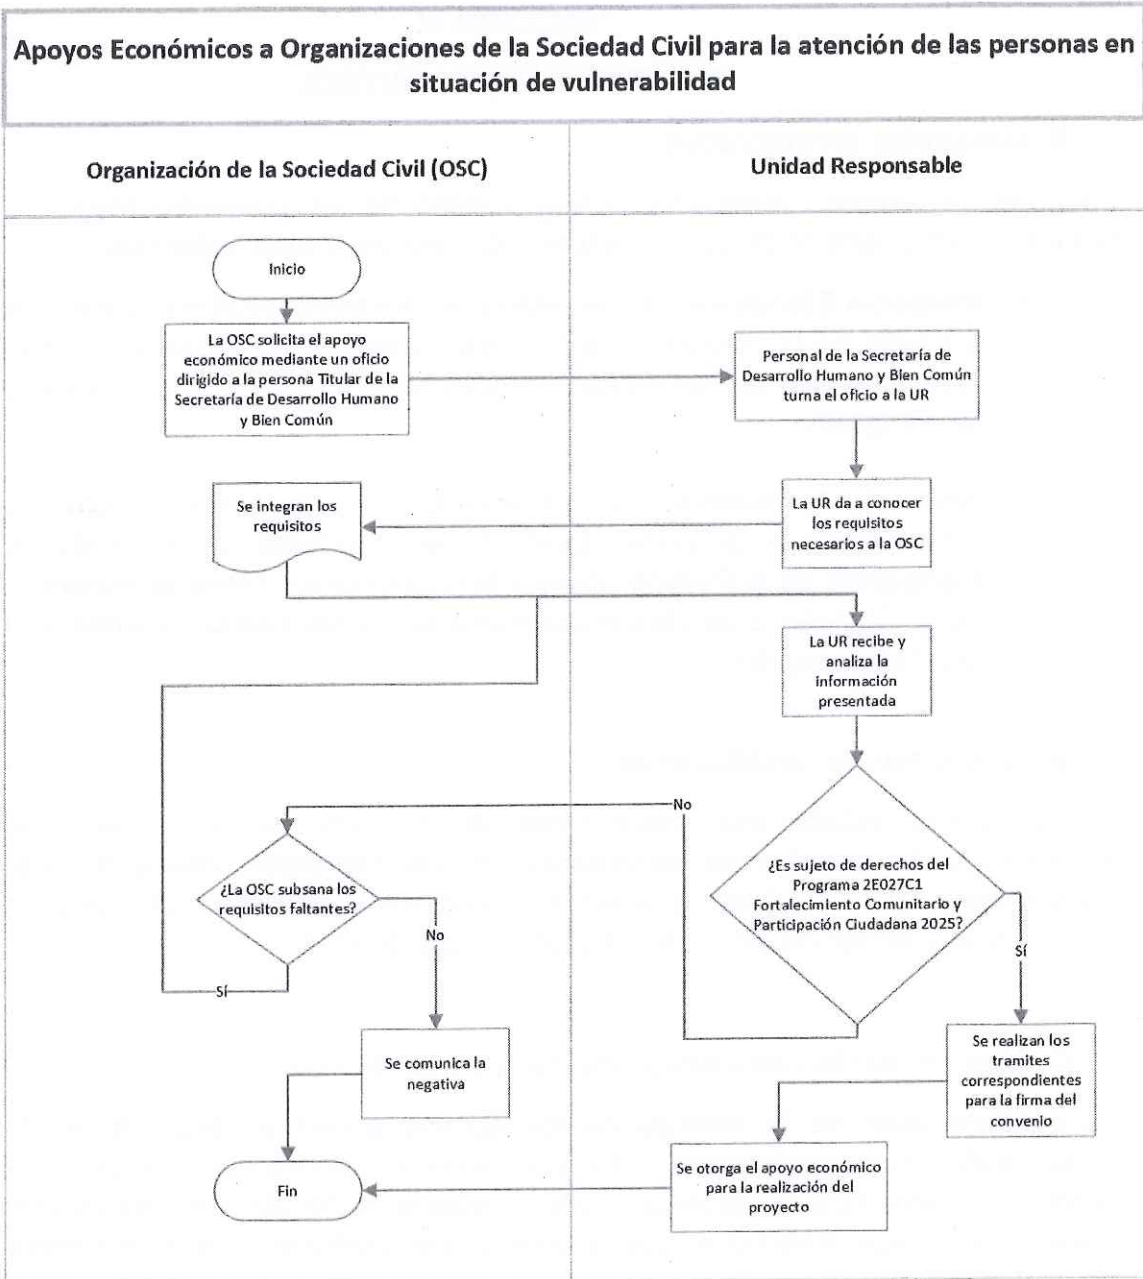 Apoyos Económicos a Organizaciones de la Sociedad Civil para la atención de las personas en
situación de vulnerabilidad
Organización de la Sociedad Civil (OSC)
Unidad Responsable
Inicio
La OSC solicita el apoyo
económico mediante un oficio
dirigido a la persona Titular de la
Secretaría de Desarrollo Humano
y Bien Común
Personal de la Secretaría de
Desarrollo Humano y Bien Común
turna el oficio a la UR
La UR da a conocer
los requisitos
necesarios a la OSC
Se integran los
requisitos
La UR recibe y
analiza la
información
presentada
¿Es sujeto de derechos del
Programa 2E027C1
Fortalecimiento Comunitario y
Participación Ciudadana 2025?
No
¿La OSC subsana los
requisitos faltantes?
Sí
No
Se comunica la
negativa
Sí
Se realizan los
tramites
correspondientes
para la firma del
convenio
Se otorga el apoyo económico
para la realización del
proyecto
Fin